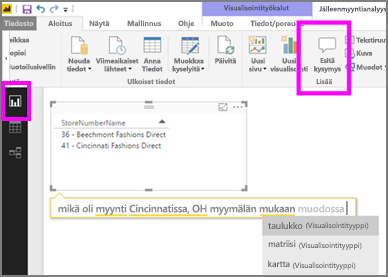 Visualisointityökalut
Jälleenmyyntianalyy
Tiedosto
Aloitus
Näytä
Mallinnus
Ohje
Muoto
Tiedot/poraus
eikkaa
opioi
uotoilusivellin
Nouda tiedot
Viimeaikaiset lähteet
Anna Tiedot
Muokkaa kyselyitä
Päivitä
Uusi sivu
Uusi visualisointi
Esitä kysymys
Tekstiruutu
Kuva
Muodot
Ulkoiset tiedot
Lisää
StoreNumberName
36 - Beechmont Fashions Direct
41 - Cincinnati Fashions Direct
mikä oli myynti Cincinnatissa, OH myymälän mukaan muodossa
taulukko (Visualisointityyppi)
matriisi (Visualisointityyppi)
kartta (Visualisointityyppi)